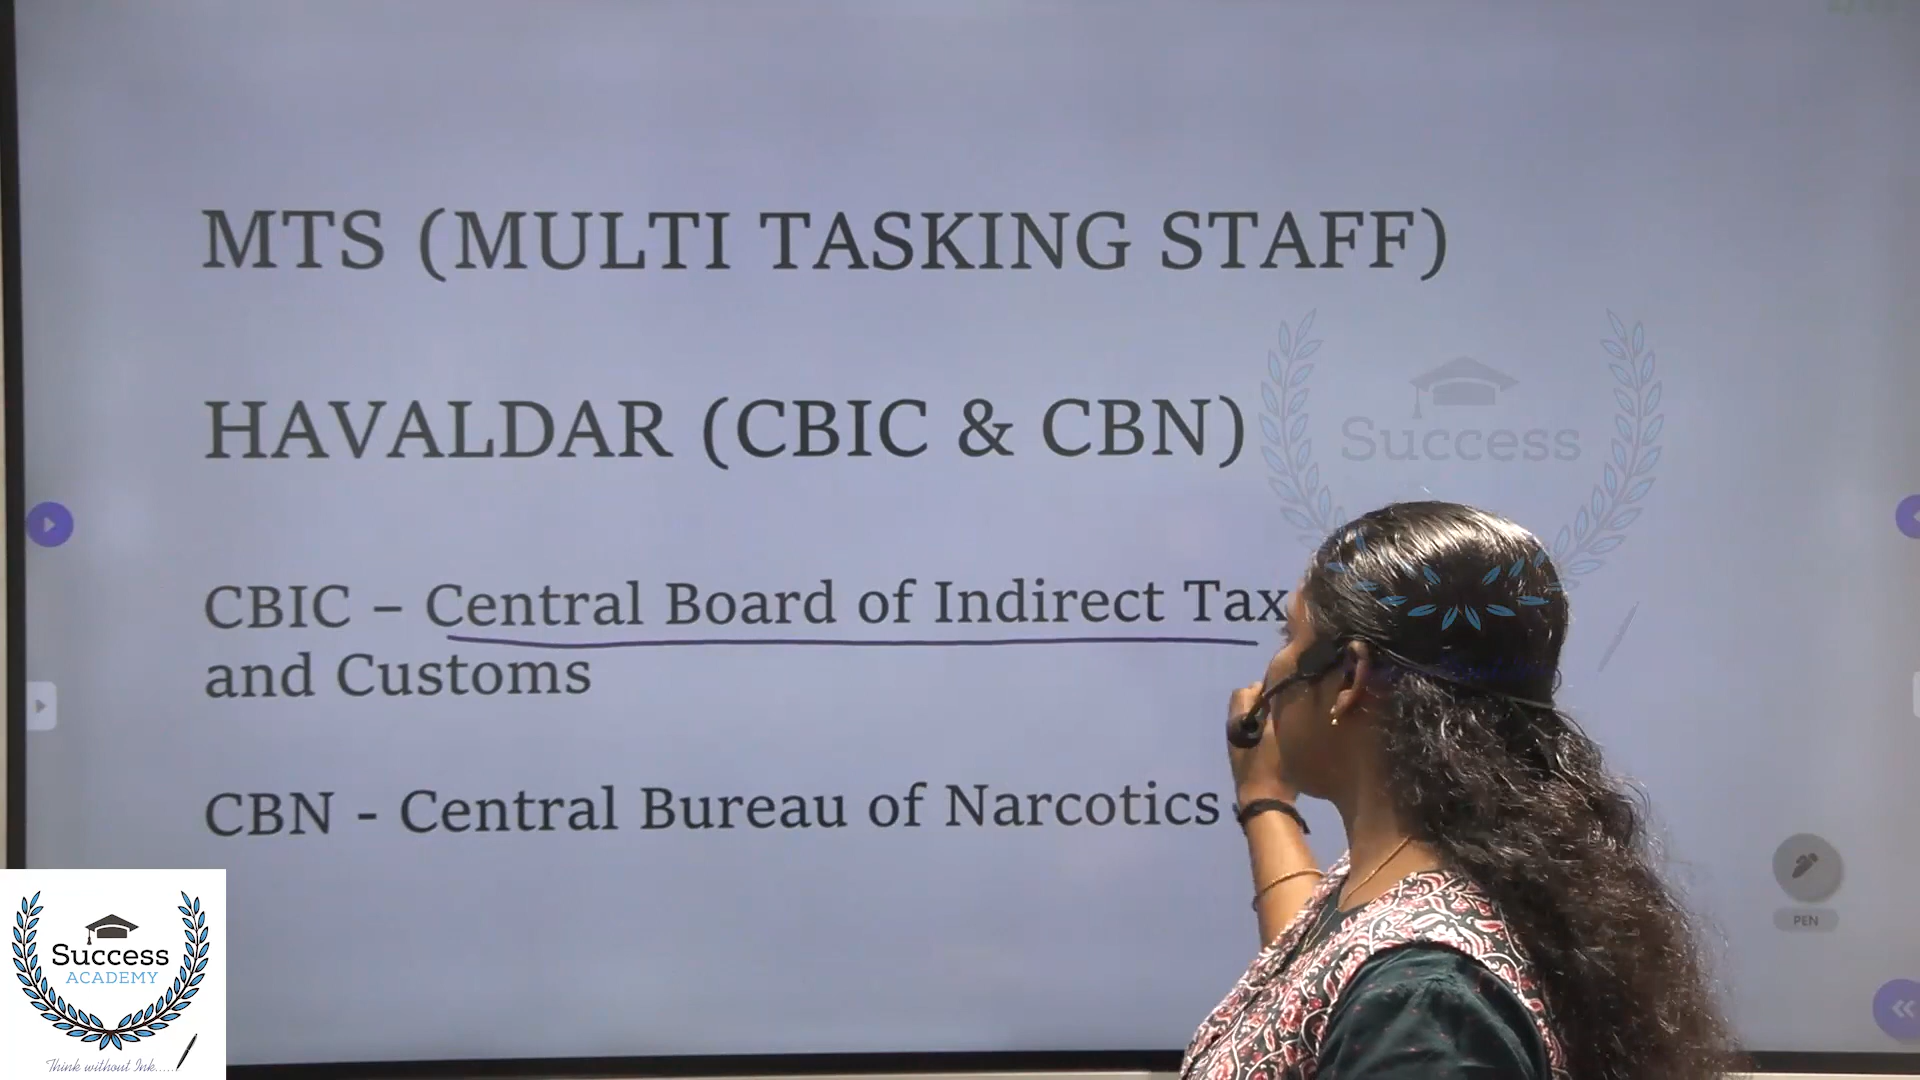 MTS (MULTI TASKING STAFF)
HAVALDAR (CBIC & CBN)
Success
CBIC – Central Board of Indirect Tax
and Customs
CBN - Central Bureau of Narcotics
PEN
Success
ACADEMY
Think without Ink.....